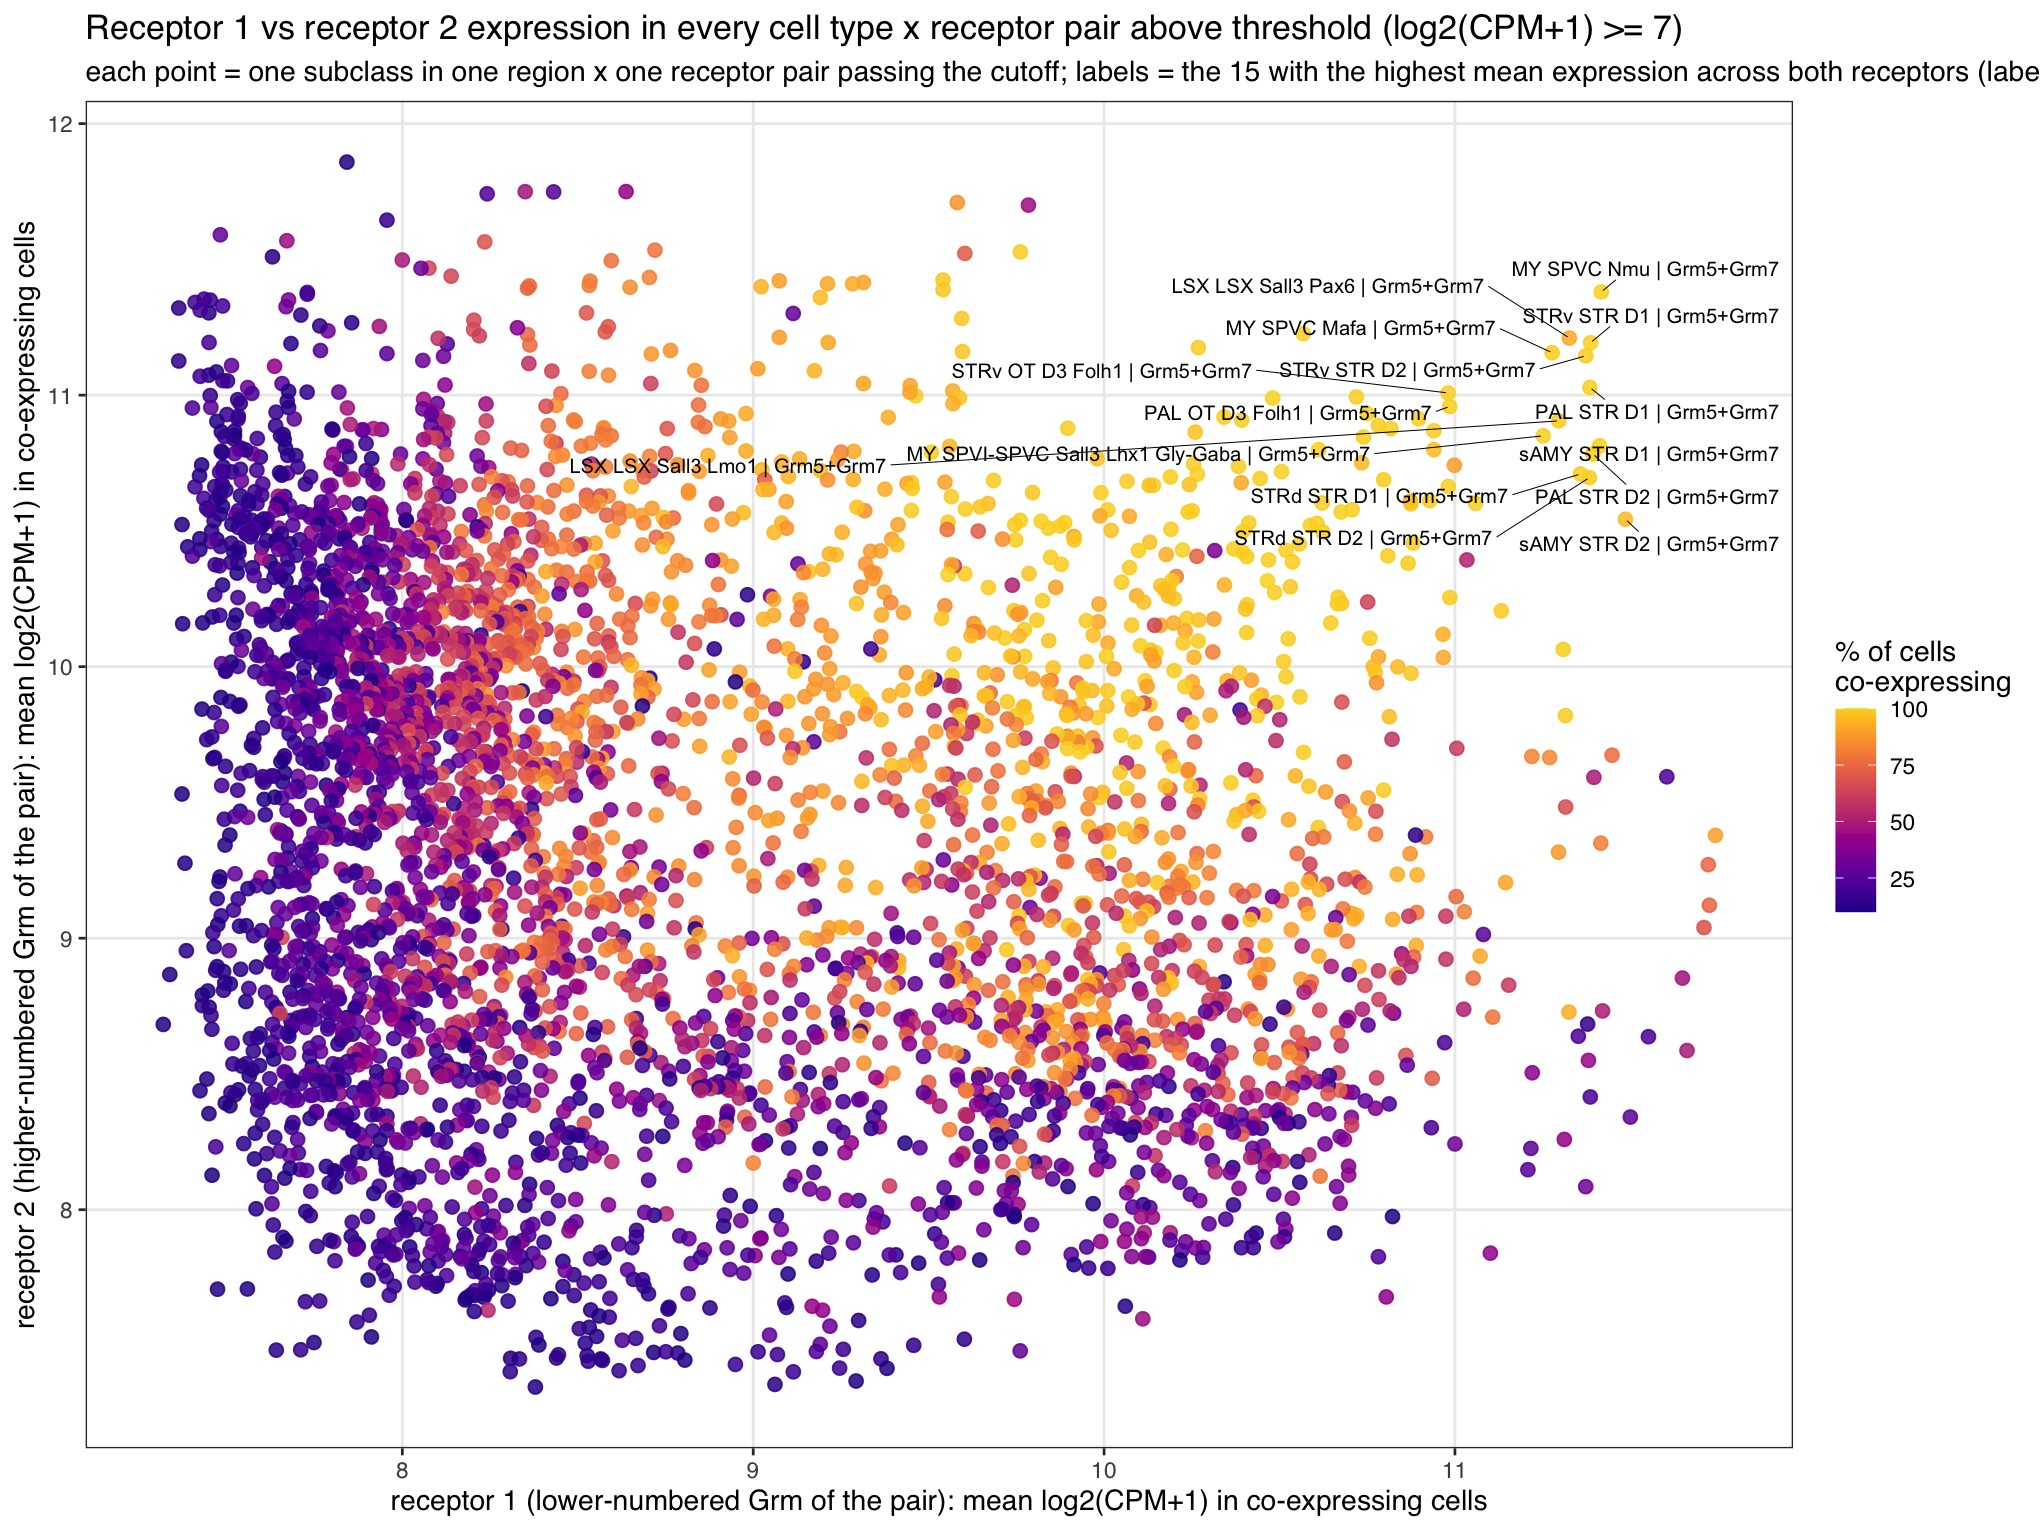 Receptor 1 vs receptor 2 expression in every cell type x receptor pair above threshold (log2(CPM+1) >= 7)
each point = one subclass in one region x one receptor pair passing the cutoff; labels = the 15 with the highest mean expression across both receptors (labe
12
11
10
9
8
receptor 2 (higher-numbered Grm of the pair): mean log2(CPM+1) in co-expressing cells
MY SPVC Nmu | Grm5+Grm7
LSX LSX Sall3 Pax6 | Grm5+Grm7
STRv STR D1 | Grm5+Grm7
MY SPVC Mafa | Grm5+Grm7
STRv OT D3 Folh1 | Grm5+Grm7
STRv STR D2 | Grm5+Grm7
PAL OT D3 Folh1 | Grm5+Grm7
PAL STR D1 | Grm5+Grm7
MY SPVI-SPVC Sall3 Lhx1 Gly-Gaba | Grm5+Grm7
sAMY STR D1 | Grm5+Grm7
LSX LSX Sall3 Lmo1 | Grm5+Grm7
STRd STR D1 | Grm5+Grm7
PAL STR D2 | Grm5+Grm7
STRd STR D2 | Grm5+Grm7
sAMY STR D2 | Grm5+Grm7
% of cells
co-expressing
100
75
50
25
8
9
10
11
receptor 1 (lower-numbered Grm of the pair): mean log2(CPM+1) in co-expressing cells